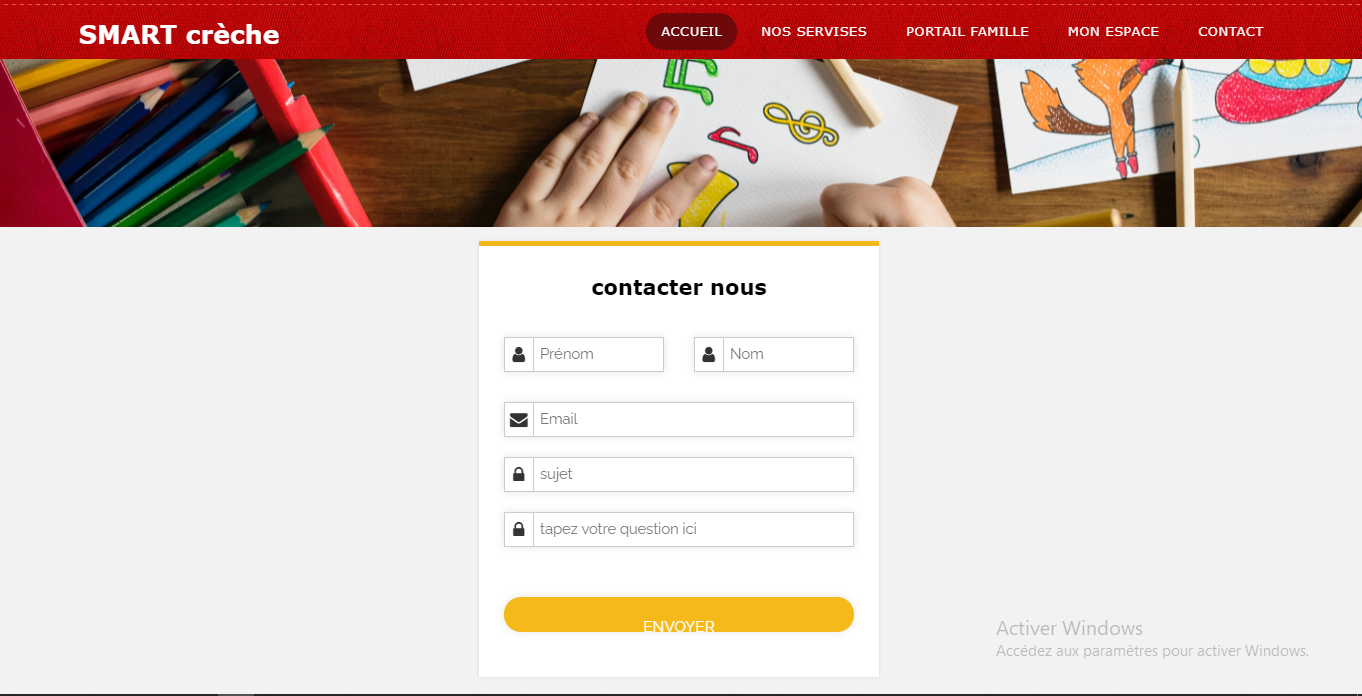 SMART crèche
ACCUEIL
NOS SERVISES
PORTAIL FAMILLE
MON ESPACE
CONTACT
contacter nous
Prénom
Nom
Email
sujet
tapez votre question ici
ENVOYER
Activer Windows
Accédez aux paramètres pour activer Windows.